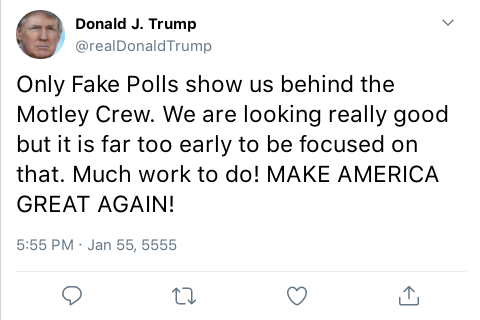 Donald J. Trump
@realDonaldTrump
Only Fake Polls show us behind the
Motley Crew. We are looking really good
but it is far too early to be focused on
that. Much work to do! MAKE AMERICA
GREAT AGAIN!
5:55 PM · Jan 55, 5555